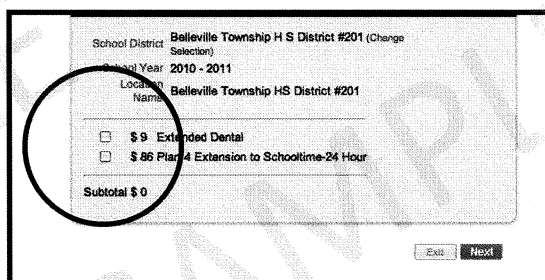 School District Belleville Township H S District #201 (Change
Selection)
School Year 2010 - 2011
Location
Name Belleville Township HS District #201
$ 9 Extended Dental
$ 86 Plan 4 Extension to Schooltime-24 Hour
Subtotal $ 0
Exit Next
SAMPLE